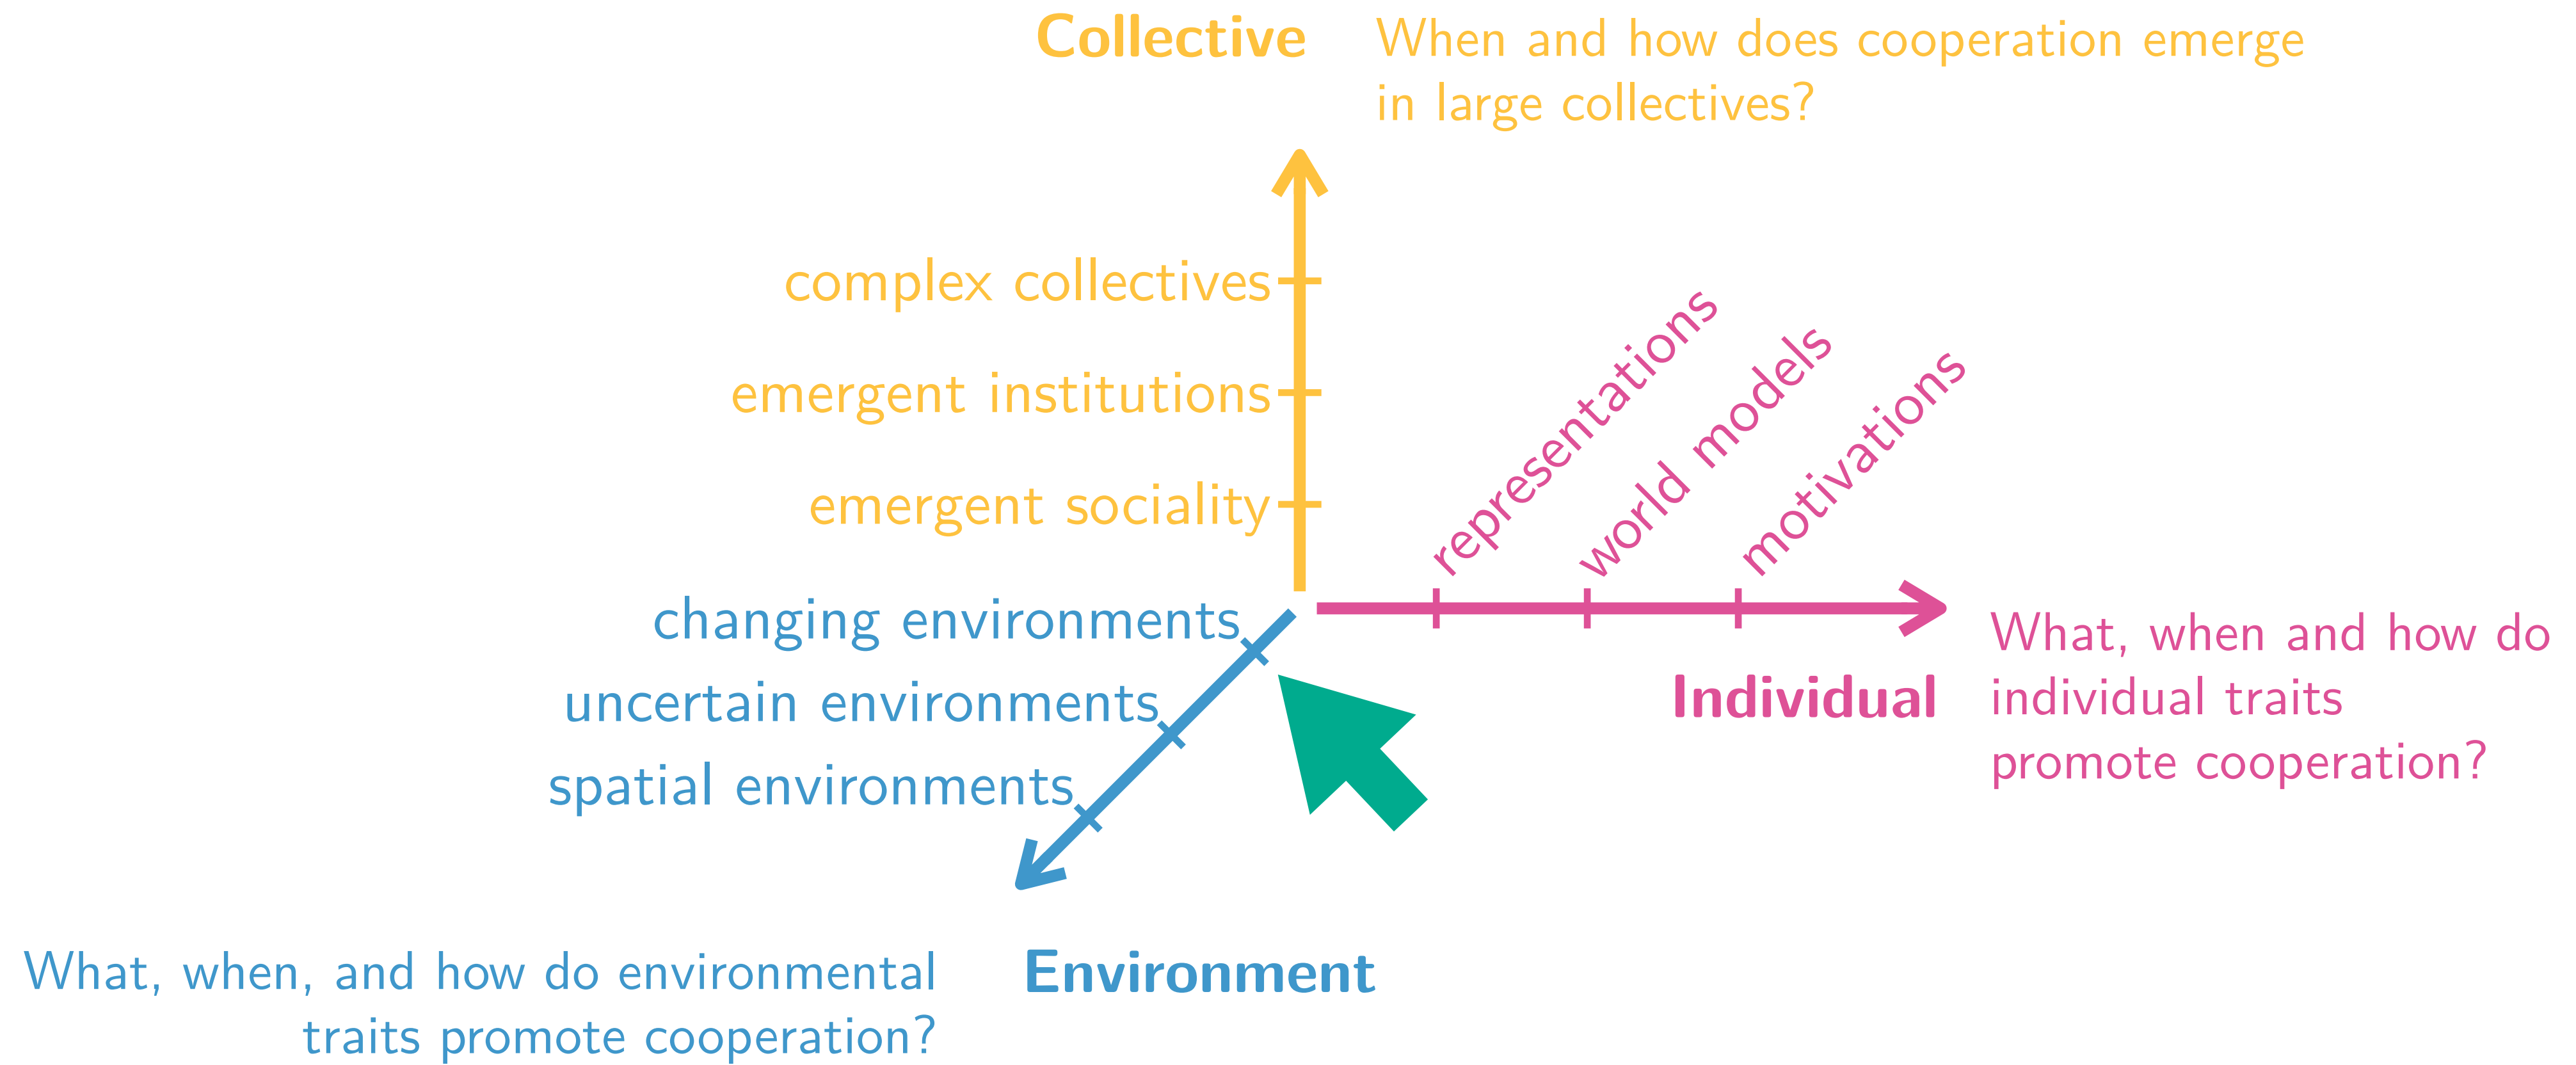 Collective
When and how does cooperation emerge
in large collectives?
complex collectives
emergent institutions
emergent sociality
representations
world models
motivations
changing environments
uncertain environments
spatial environments
Individual
What, when and how do
individual traits
promote cooperation?
What, when, and how do environmental
traits promote cooperation?
Environment